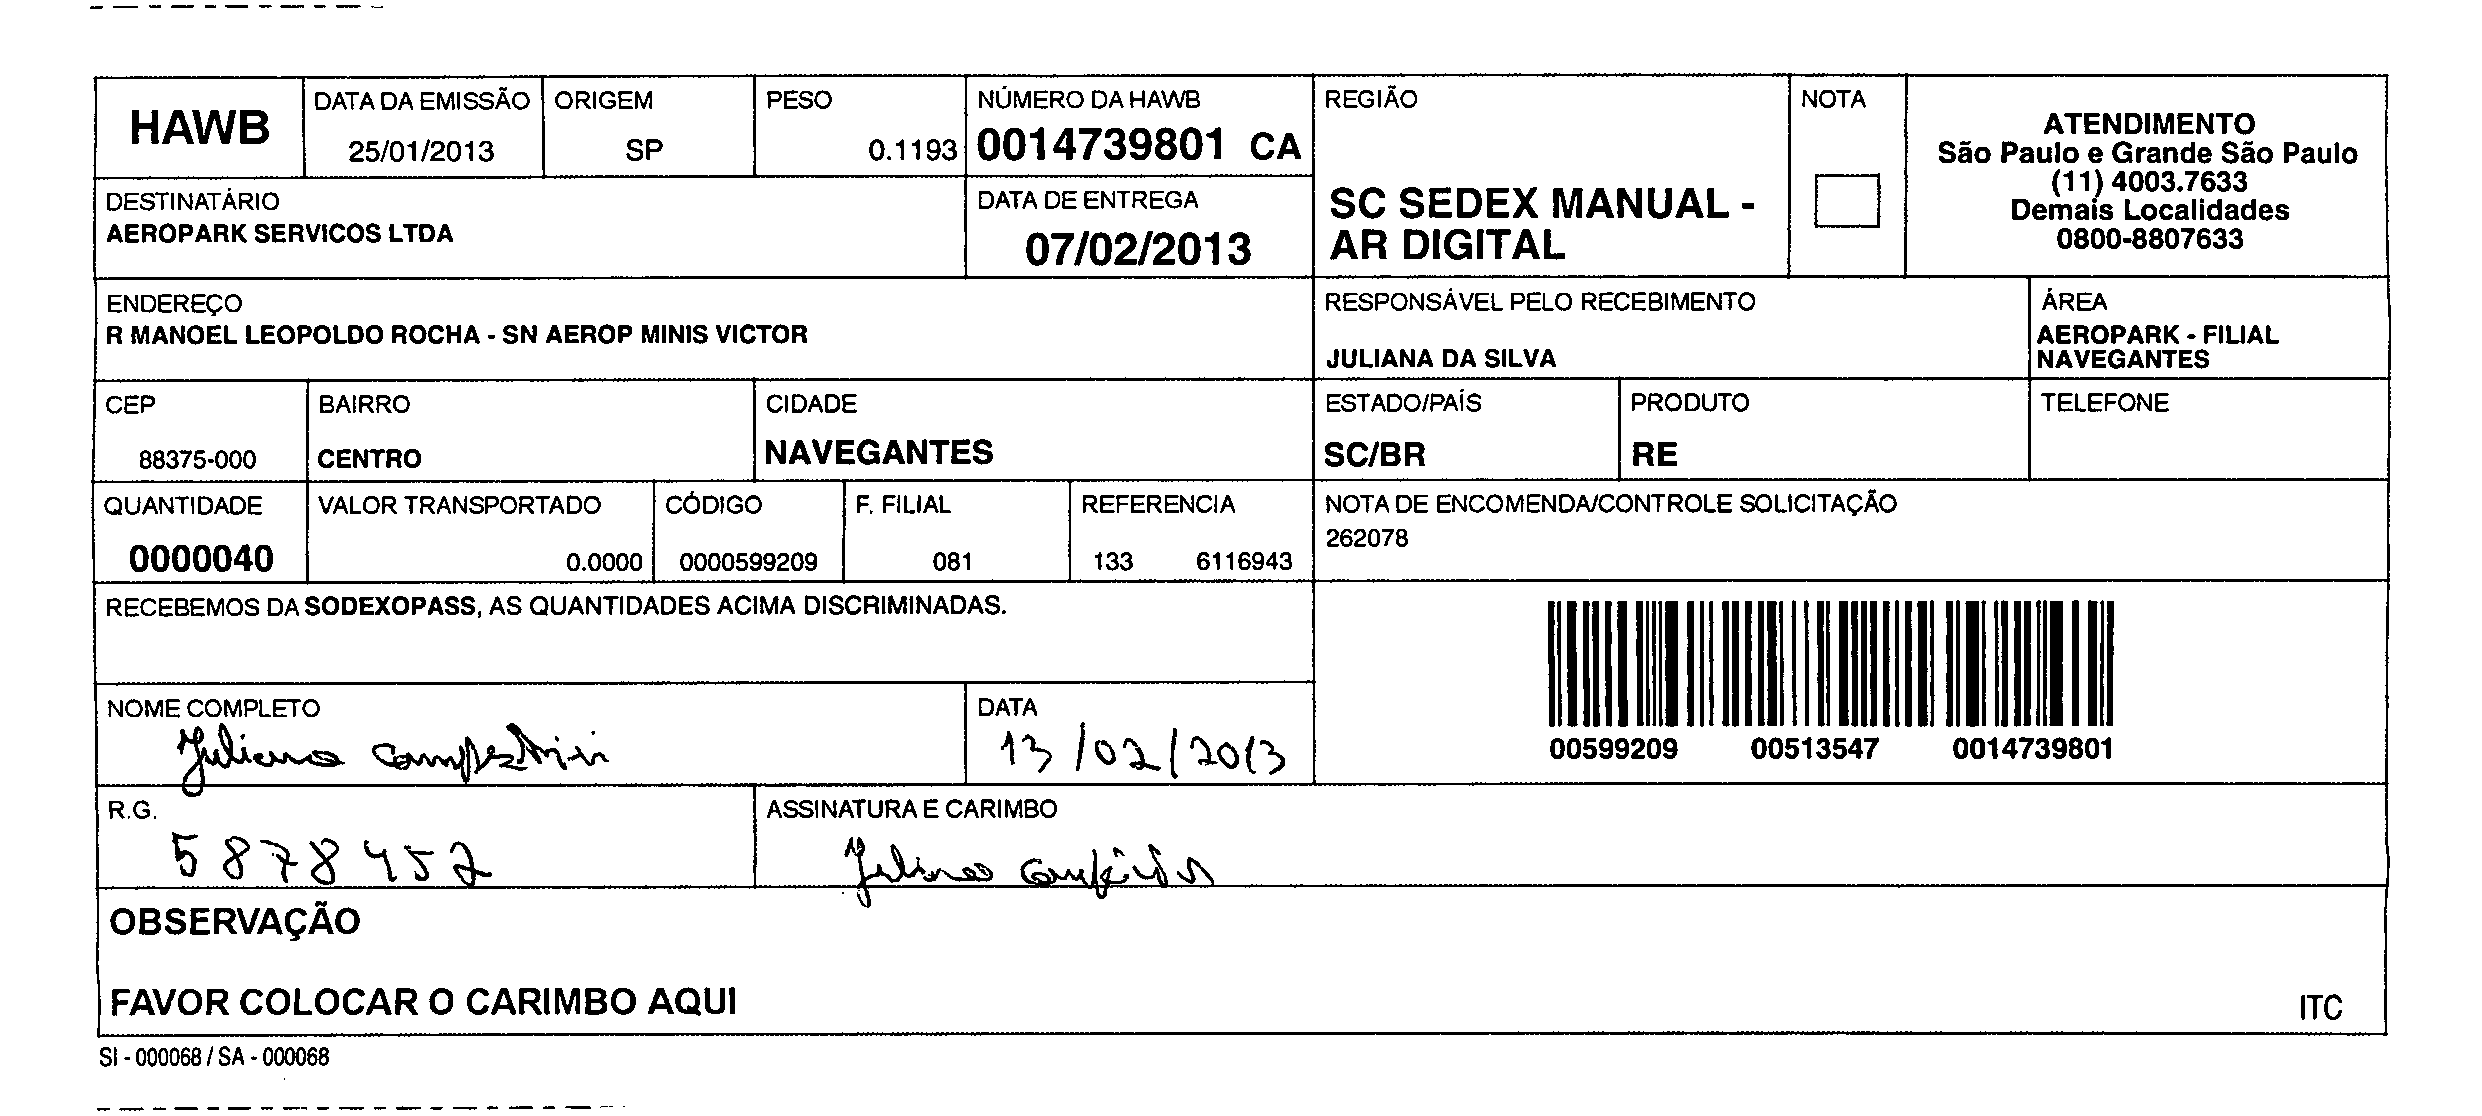 HAWB
DATA DA EMISSÃO
25/01/2013
ORIGEM
SP
PESO
0.1193
NÚMERO DA HAWB
0014739801 CA
REGIÃO
SC SEDEX MANUAL -
AR DIGITAL
NOTA
ATENDIMENTO
São Paulo e Grande São Paulo
(11) 4003.7633
Demais Localidades
0800-8807633
DESTINATÁRIO
AEROPARK SERVICOS LTDA
DATA DE ENTREGA
07/02/2013
ENDEREÇO
R MANOEL LEOPOLDO ROCHA - SN AEROP MINIS VICTOR
RESPONSÁVEL PELO RECEBIMENTO
JULIANA DA SILVA
ÁREA
AEROPARK - FILIAL
NAVEGANTES
CEP
88375-000
BAIRRO
CENTRO
CIDADE
NAVEGANTES
ESTADO/PAÍS
SC/BR
PRODUTO
RE
TELEFONE
QUANTIDADE
0000040
VALOR TRANSPORTADO
0.0000
CÓDIGO
0000599209
F. FILIAL
081
REFERENCIA
133 6116943
NOTA DE ENCOMENDA/CONTROLE SOLICITAÇÃO
262078
RECEBEMOS DA SODEXOPASS, AS QUANTIDADES ACIMA DISCRIMINADAS.
00599209 00513547 0014739801
NOME COMPLETO
Juliana
DATA
13/02/2013
R.G.
5878452
ASSINATURA E CARIMBO
Juliana
OBSERVAÇÃO
FAVOR COLOCAR O CARIMBO AQUI
ITC
SI - 000068 / SA - 000068